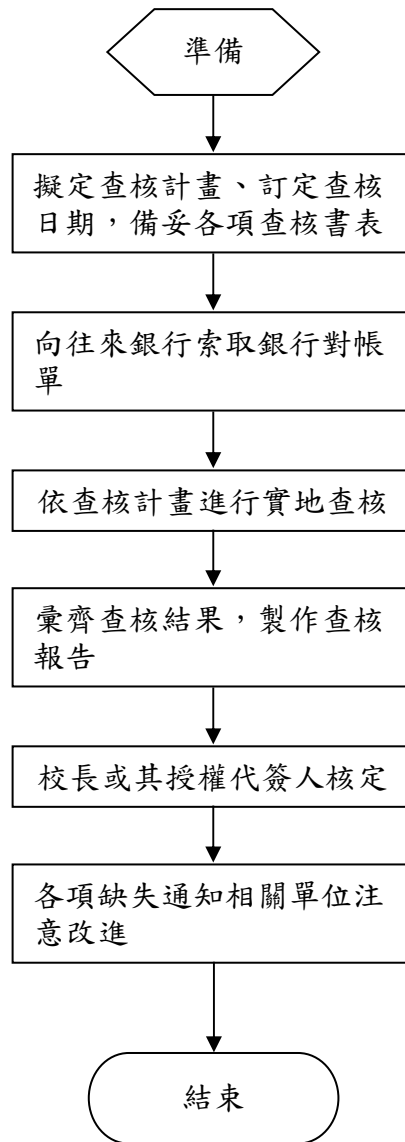 準備
擬定查核計畫、訂定查核
日期，備妥各項查核書表
向往來銀行索取銀行對帳
單
依查核計畫進行實地查核
彙齊查核結果，製作查核
報告
校長或其授權代簽人核定
各項缺失通知相關單位注
意改進
結束